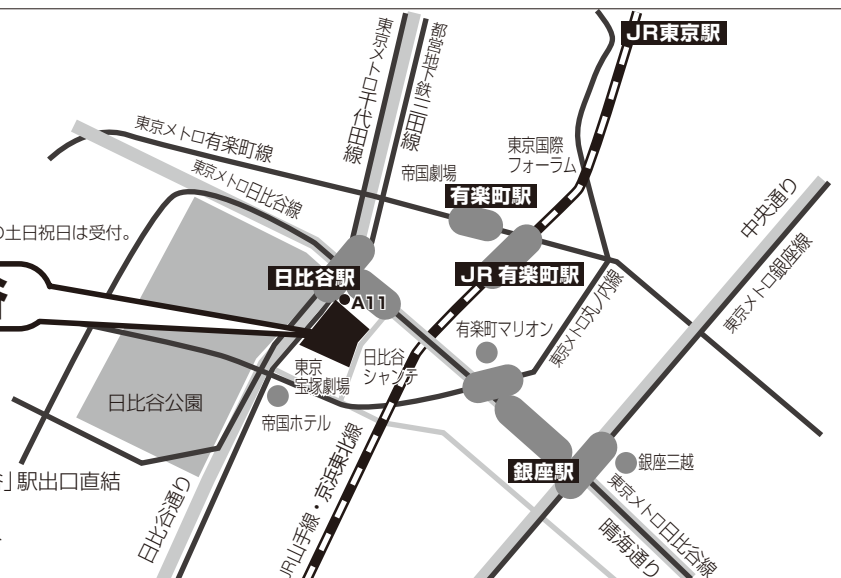 JR東京駅
東京メトロ千代田線
都営地下鉄三田線
東京メトロ有楽町線
東京メトロ日比谷線
帝国劇場
東京国際
フォーラム
有楽町駅
中央通り
土日祝日は受付。
日比谷駅
JR 有楽町駅
東京メトロ銀座線
A11
東京メトロ丸ノ内線
有楽町マリオン
東京
宝塚劇場
日比谷
シャンテ
日比谷公園
帝国ホテル
銀座駅
銀座三越
」駅出口直結
日比谷通り
JR山手線・京浜東北線
東京メトロ日比谷線
晴海通り